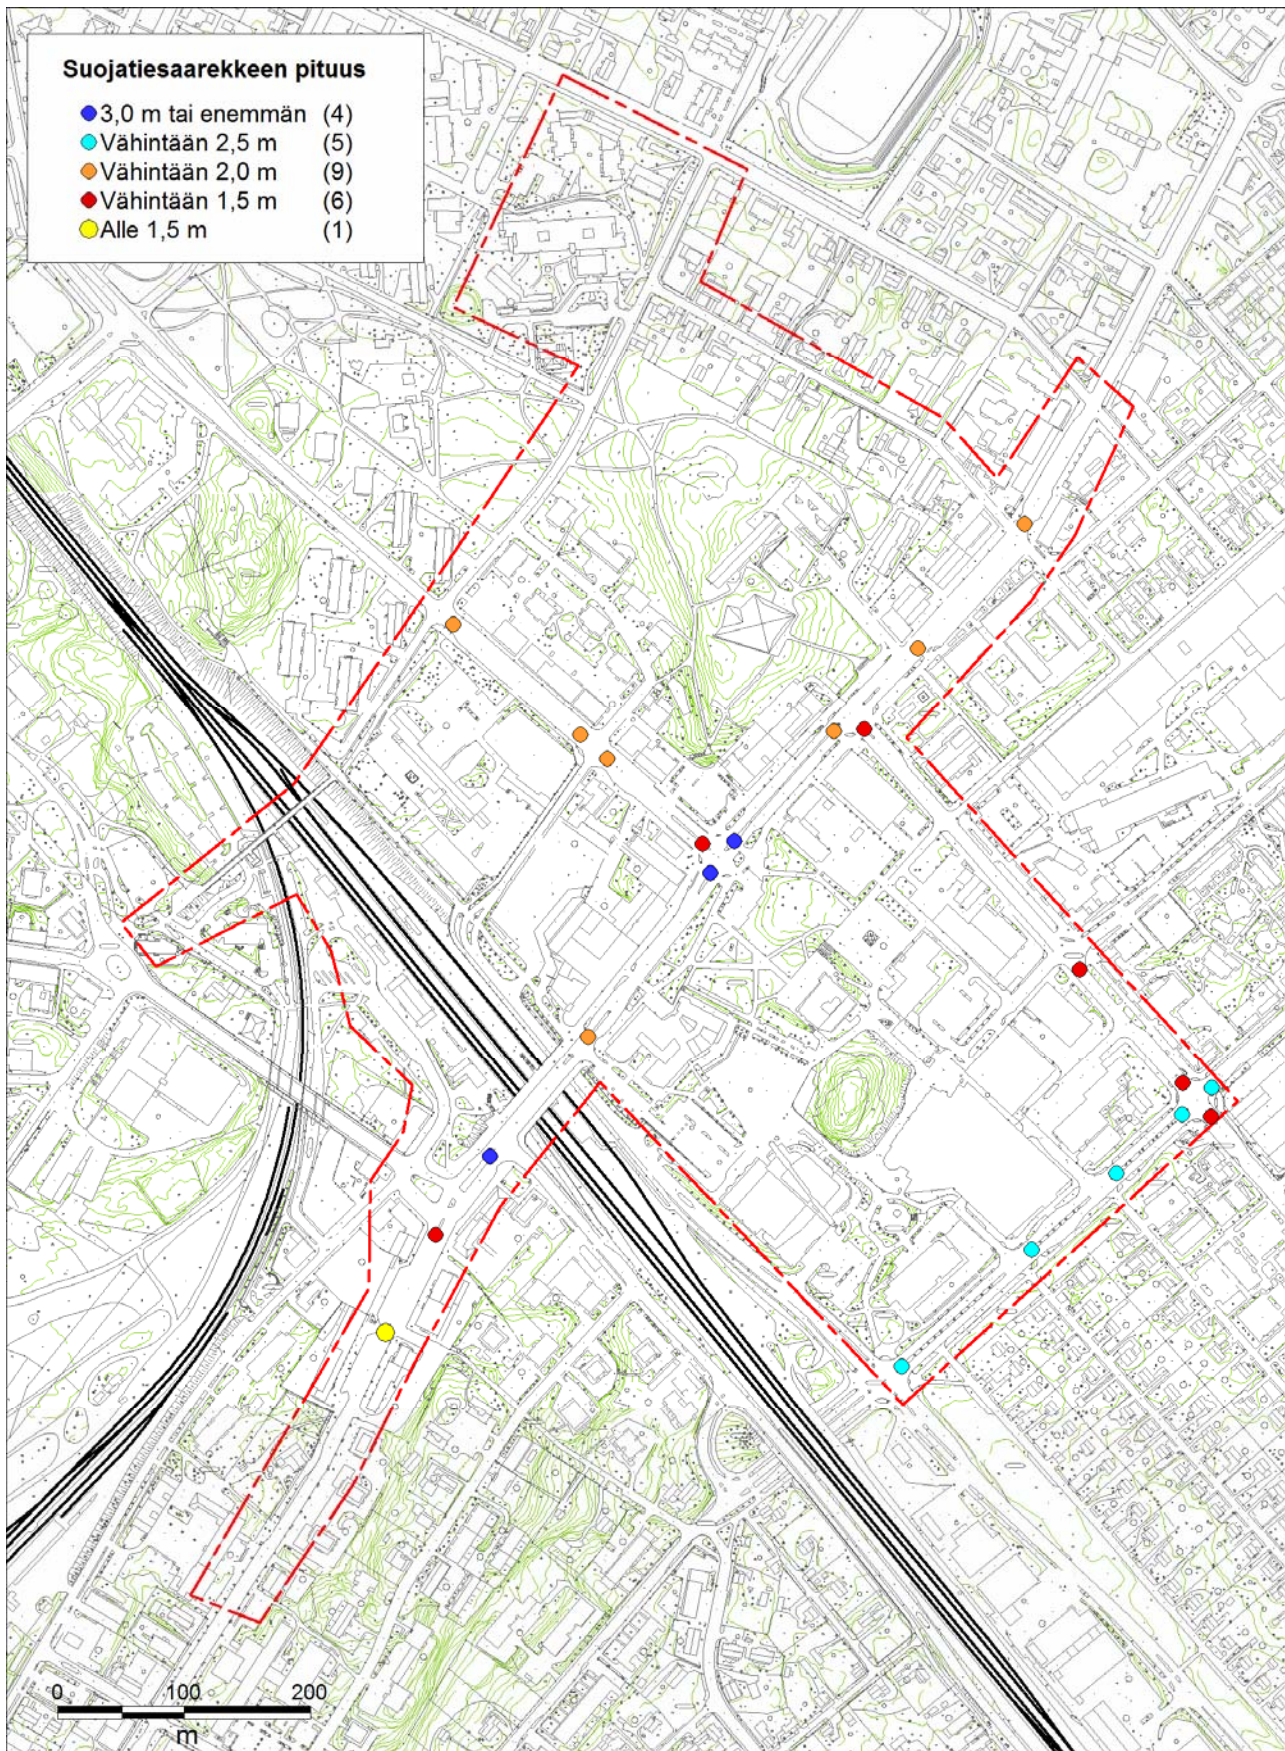 Suojatiesaarekkeen pituus
3,0 m tai enemmän (4)
Vähintään 2,5 m (5)
Vähintään 2,0 m (9)
Vähintään 1,5 m (6)
Alle 1,5 m (1)
0 100 200
m